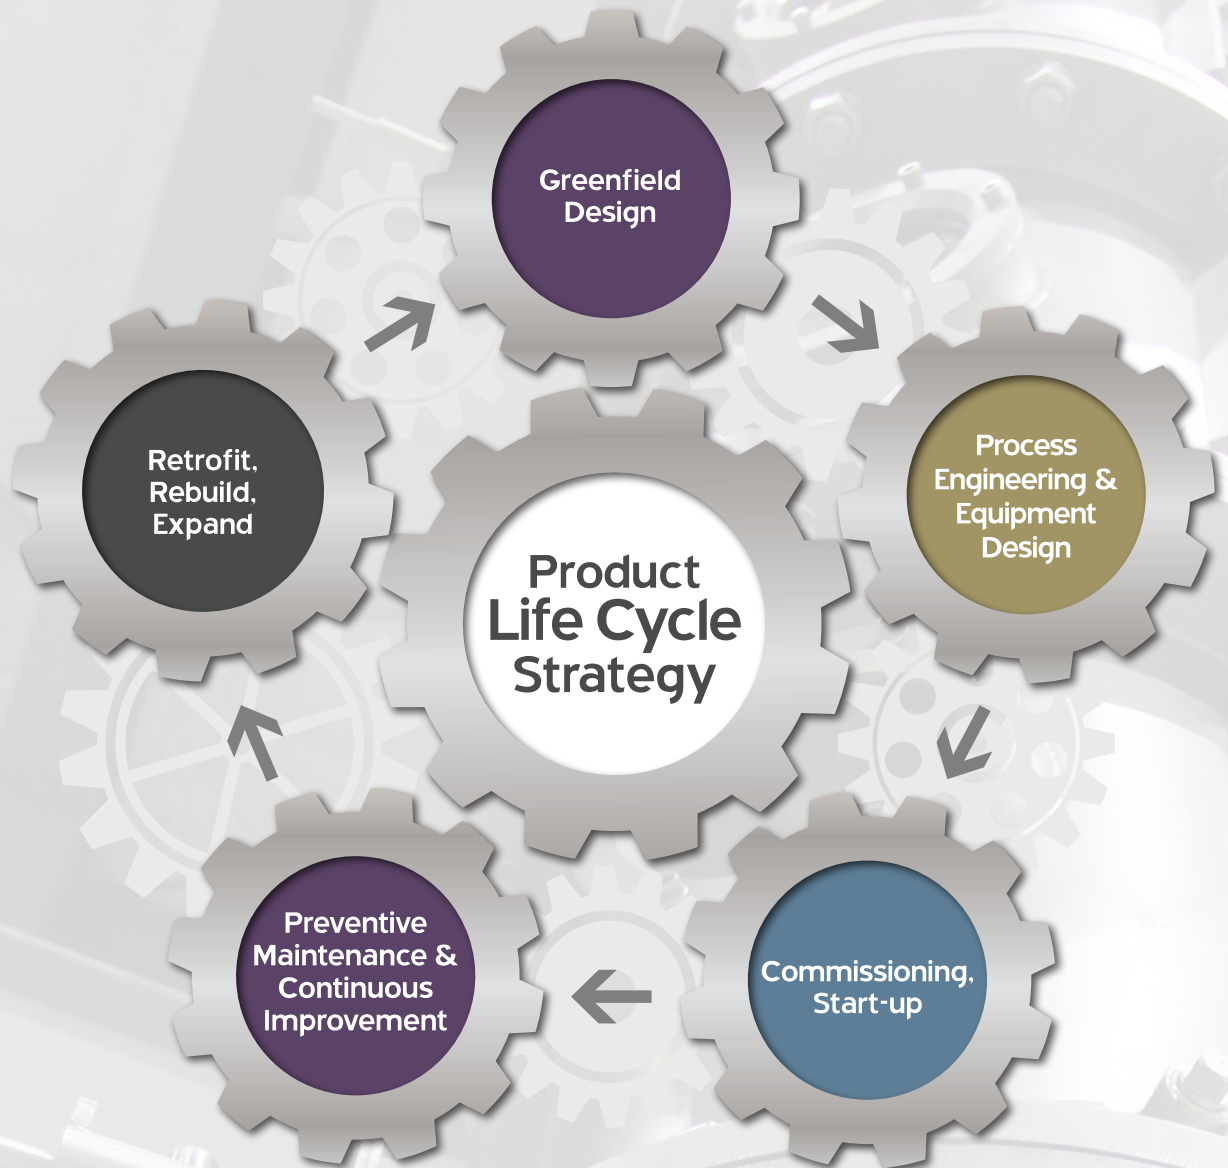 Greenfield
Design
Process
Engineering &
Equipment
Design
Commissioning,
Start-up
Preventive
Maintenance &
Continuous
Improvement
Retrofit,
Rebuild,
Expand
Product
Life Cycle
Strategy